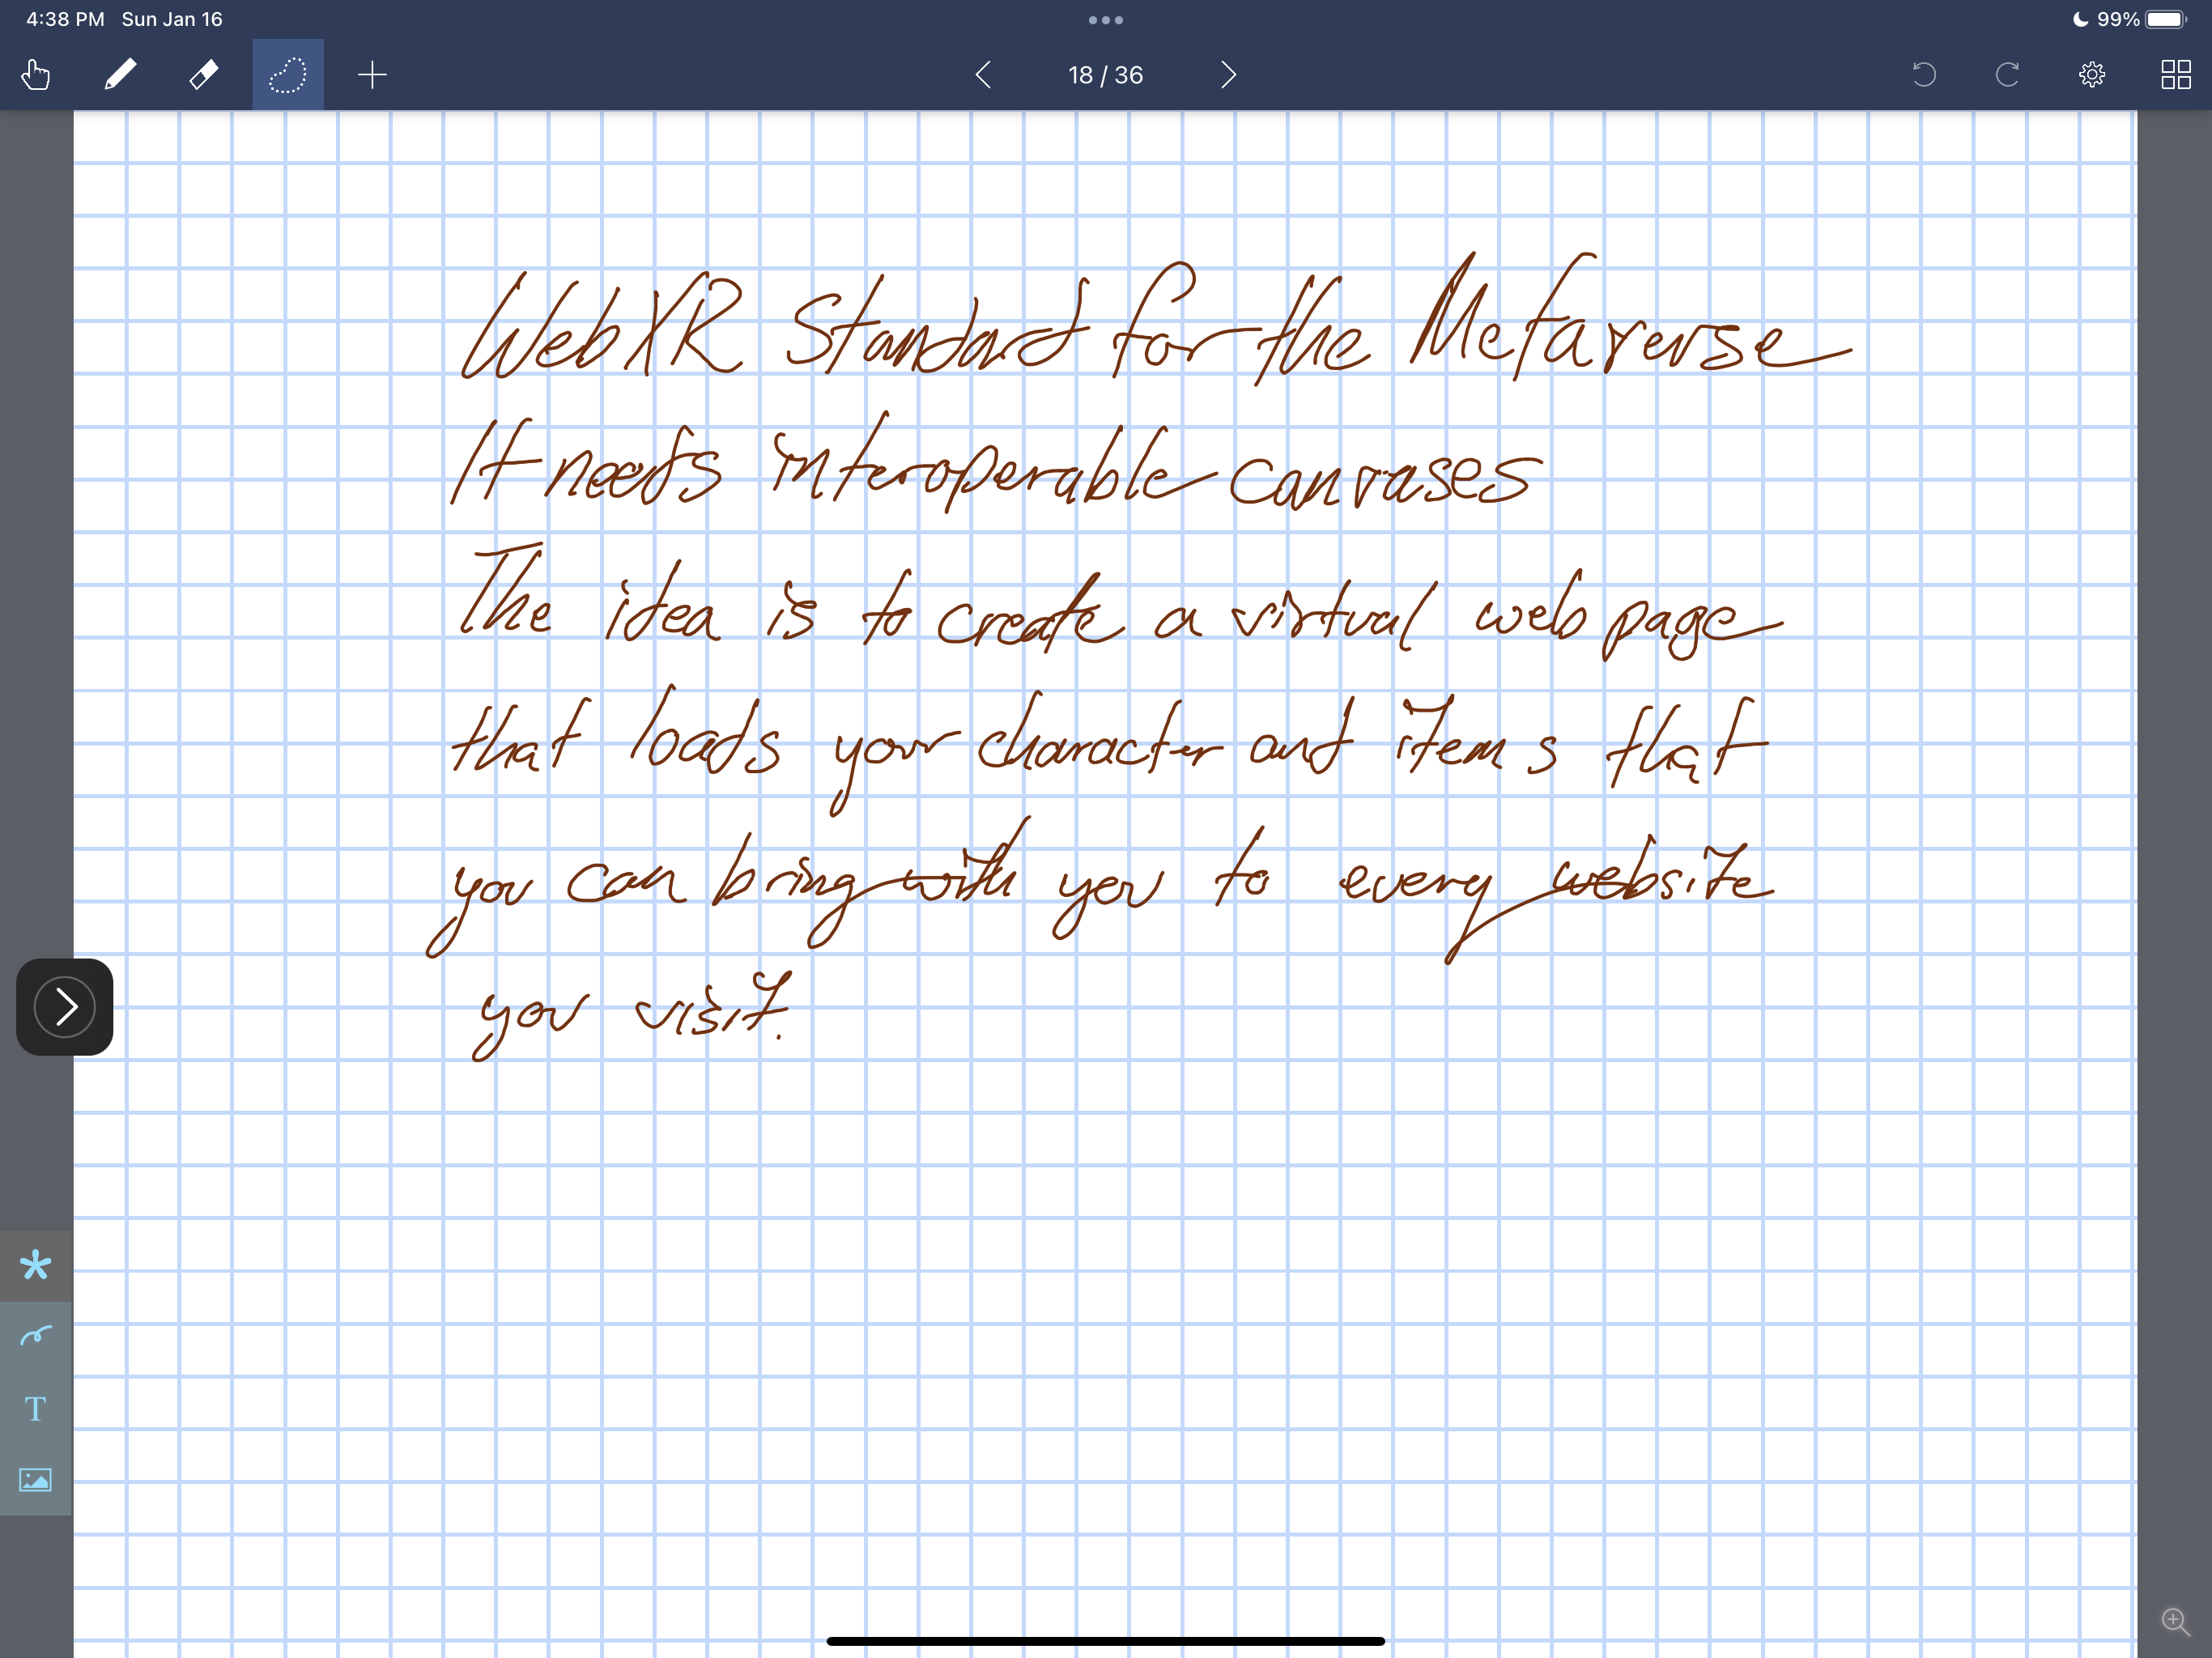 4:38 PM Sun Jan 16
99%
18 / 36
WebXR Standard for the Metaverse
It needs interoperable canvases
The idea is to create a virtual web page
that loads your character and items that
you can bring with you to every website
you visit.
T